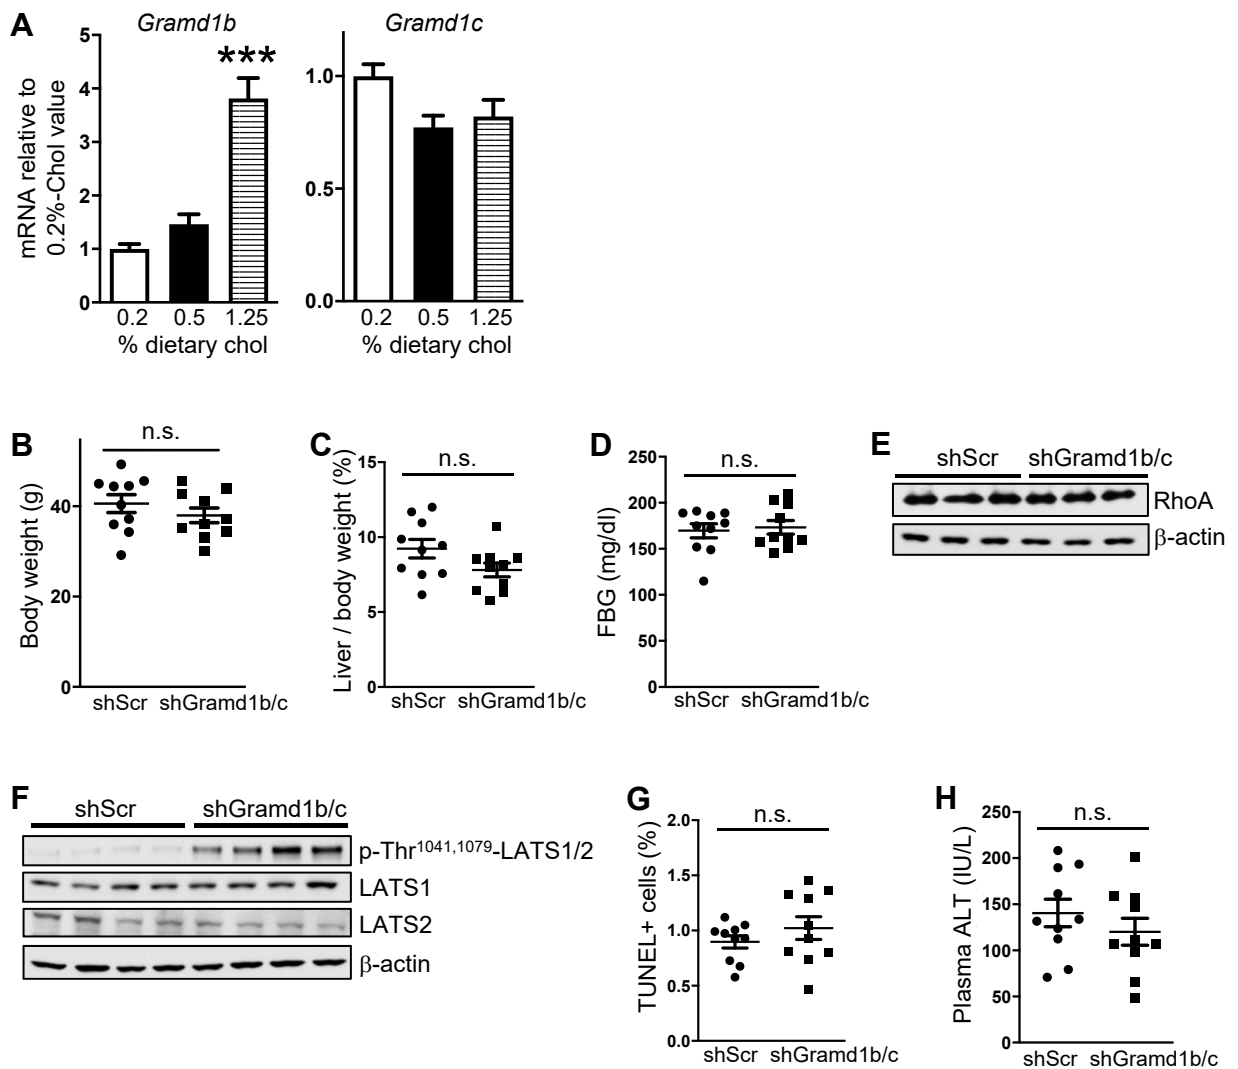 A
Gramd1b
Gramd1c
mRNA relative to
0.2%-Chol value
5
4
3
2
1
0
***
0.2 0.5 1.25
% dietary chol
1.0
0.5
0.0
0.2 0.5 1.25
% dietary chol
B
n.s.
Body weight (g)
40
20
0
shScr shGramd1b/c
C
n.s.
Liver / body weight (%)
15
10
5
0
shScr shGramd1b/c
D
n.s.
FBG (mg/dl)
250
200
150
100
50
0
shScr shGramd1b/c
E
shScr shGramd1b/c
RhoA
β-actin
F
shScr shGramd1b/c
p-Thr1041,1079-LATS1/2
LATS1
LATS2
β-actin
G
n.s.
TUNEL+ cells (%)
2.0
1.5
1.0
0.5
0.0
shScr shGramd1b/c
H
n.s.
Plasma ALT (IU/L)
250
200
150
100
50
0
shScr shGramd1b/c